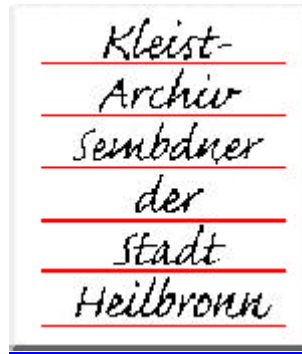 Kleist-
Archiv
Sembdner
der
Stadt
Heilbronn